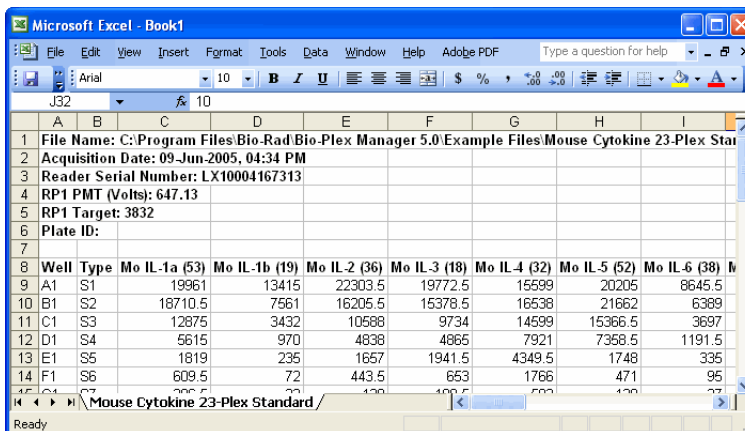 Microsoft Excel - Book1
File Edit View Insert Format Tools Data Window Help Adobe PDF Type a question for help
Arial 10 B I U $ % ,
J32 fx 10
A B C D E F G H I
1 File Name: C:\Program Files\Bio-Rad\Bio-Plex Manager 5.0\Example Files\Mouse Cytokine 23-Plex Star
2 Acquisition Date: 09-Jun-2005, 04:34 PM
3 Reader Serial Number: LX10004167313
4 RP1 PMT (Volts): 647.13
5 RP1 Target: 3832
6 Plate ID:
7
8 Well Type Mo IL-1a (53) Mo IL-1b (19) Mo IL-2 (36) Mo IL-3 (18) Mo IL-4 (32) Mo IL-5 (52) Mo IL-6 (38)
9 A1 S1 19961 13415 22303.5 19772.5 15599 20205 8645.5
10 B1 S2 18710.5 7561 16205.5 15378.5 16538 21662 6389
11 C1 S3 12875 3432 10588 9734 14599 15366.5 3697
12 D1 S4 5615 970 4838 4865 7921 7358.5 1191.5
13 E1 S5 1819 235 1657 1941.5 4349.5 1748 335
14 F1 S6 609.5 72 443.5 653 1766 471 95
Mouse Cytokine 23-Plex Standard
Ready